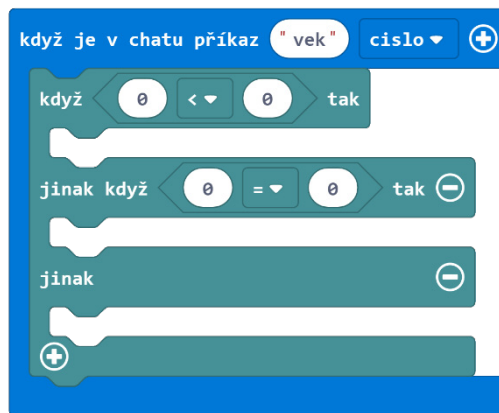 když je v chatu příkaz "vek" cislo
když 0 < 0 tak
jinak když 0 = 0 tak
jinak